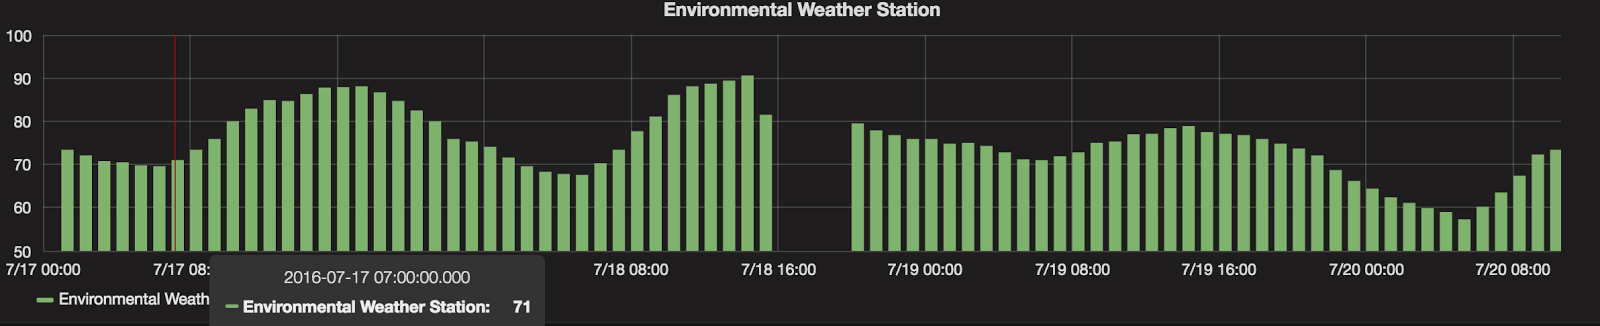 Environmental Weather Station
100
90
80
70
60
50
7/17 00:00 7/17 08: 7/18 08:00 7/18 16:00 7/19 00:00 7/19 08:00 7/19 16:00 7/20 00:00 7/20 08:00
2016-07-17 07:00:00.000
Environmental Weath
Environmental Weather Station: 71